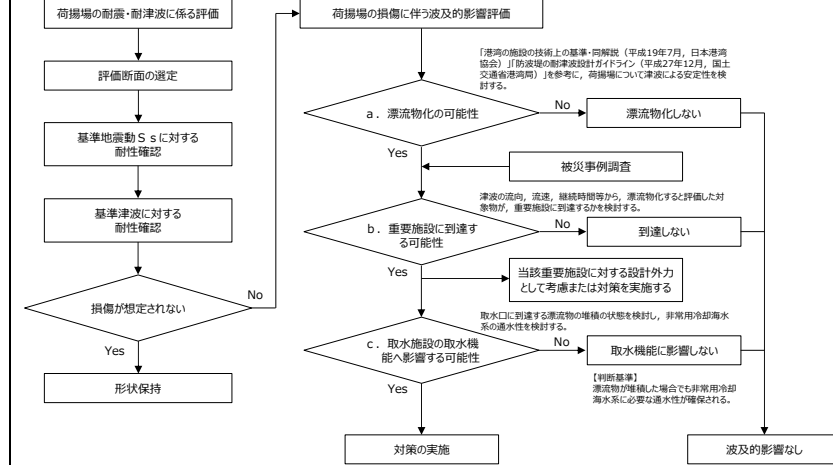 荷揚場の耐震・耐津波に係る評価
評価断面の選定
基準地震動Ｓｓに対する
耐性確認
基準津波に対する
耐性確認
損傷が想定されない
No
Yes
形状保持
荷揚場の損傷に伴う波及的影響評価
「港湾の施設の技術上の基準・同解説（平成19年7月，日本港湾
協会）」「防波堤の耐津波設計ガイドライン（平成27年12月，国土
交通省港湾局）」を参考に，荷揚場について津波による安定性を検
討する。
a．漂流物化の可能性
No
漂流物化しない
Yes
被災事例調査
津波の流向，流速，継続時間等から，漂流物化すると評価した対
象物が，重要施設に到達するかを検討する。
b．重要施設に到達す
る可能性
No
到達しない
Yes
当該重要施設に対する設計外力
として考慮または対策を実施する
取水口に到達する漂流物の堆積の状態を検討し，非常用冷却海水
系の通水性を検討する。
c．取水施設の取水機
能へ影響する可能性
No
取水機能に影響しない
Yes
【判断基準】
漂流物が堆積した場合でも非常用冷却
海水系に必要な通水性が確保される。
対策の実施
波及的影響なし